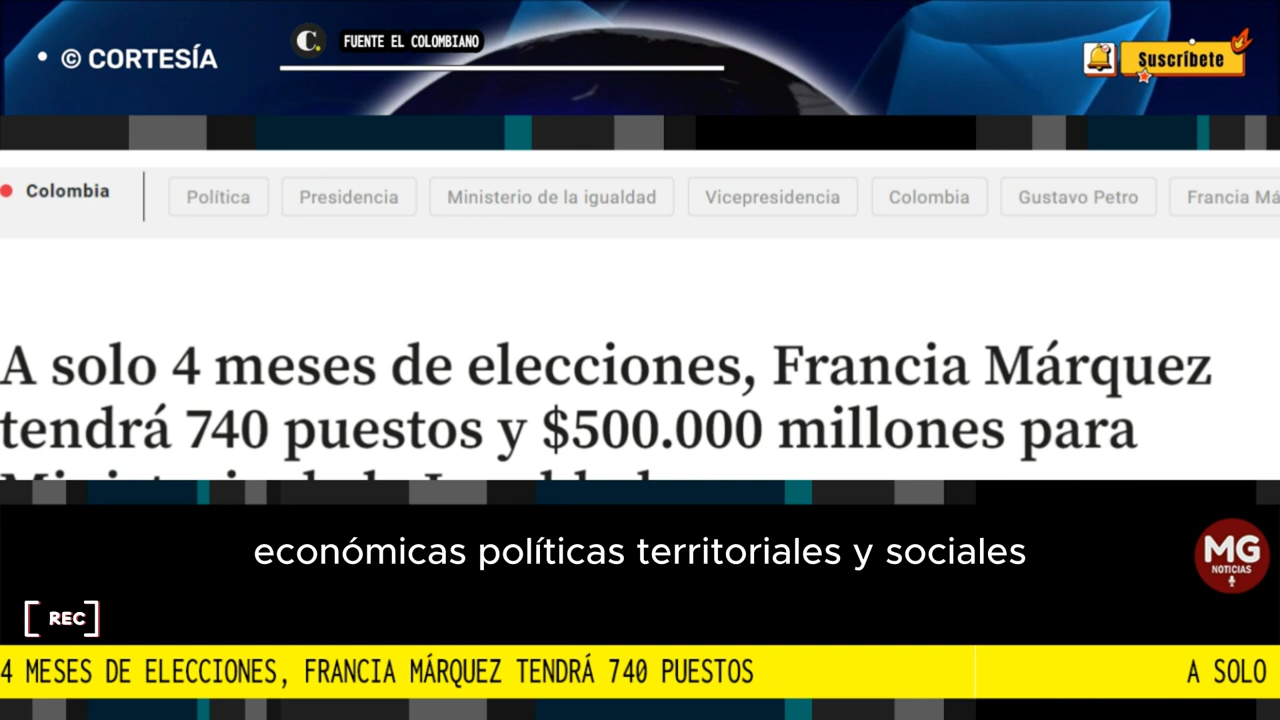 • © CORTESÍA
C.
FUENTE EL COLOMBIANO
Suscríbete
Colombia
Política
Presidencia
Ministerio de la igualdad
Vicepresidencia
Colombia
Gustavo Petro
Francia Má
A solo 4 meses de elecciones, Francia Márquez
tendrá 740 puestos y $500.000 millones para
económicas políticas territoriales y sociales
MG
NOTICIAS
[ REC ]
4 MESES DE ELECCIONES, FRANCIA MÁRQUEZ TENDRÁ 740 PUESTOS
A SOLO